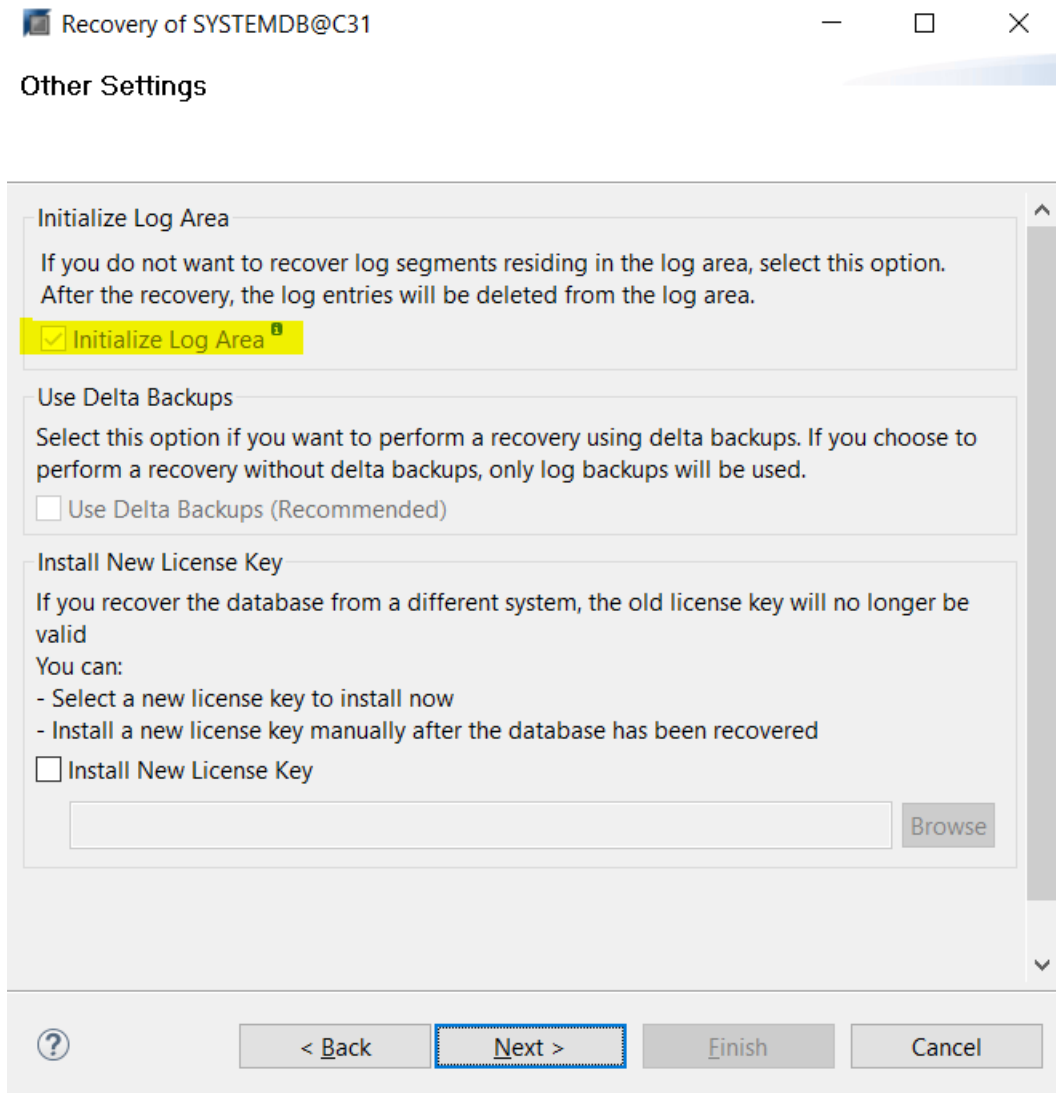 Recovery of SYSTEMDB@C31
Other Settings
Initialize Log Area
If you do not want to recover log segments residing in the log area, select this option.
After the recovery, the log entries will be deleted from the log area.
Initialize Log Area
Use Delta Backups
Select this option if you want to perform a recovery using delta backups. If you choose to
perform a recovery without delta backups, only log backups will be used.
Use Delta Backups (Recommended)
Install New License Key
If you recover the database from a different system, the old license key will no longer be
valid
You can:
- Select a new license key to install now
- Install a new license key manually after the database has been recovered
Install New License Key
Browse
< Back Next > Finish Cancel